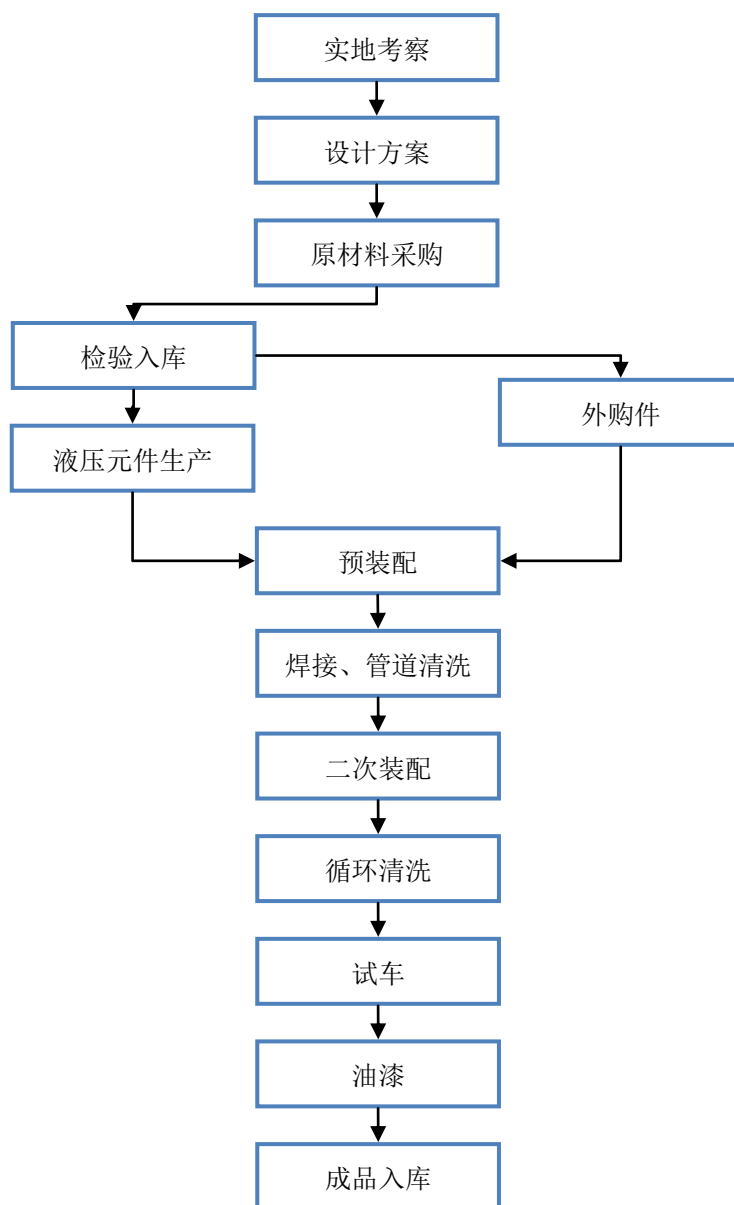 实地考察
设计方案
原材料采购
检验入库
外购件
液压元件生产
预装配
焊接、管道清洗
二次装配
循环清洗
试车
油漆
成品入库